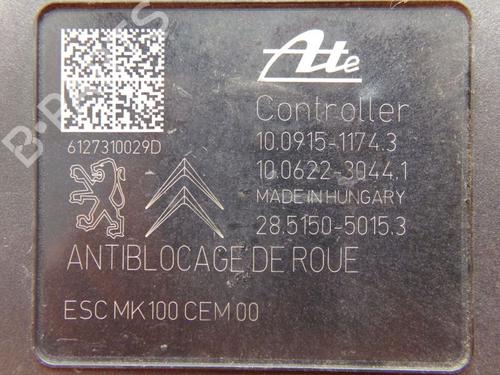 Ate
Controller
10.0915-1174.3
10.0622-3044.1
MADE IN HUNGARY
28.5150-5015.3
6127310029D
ANTIBLOCAGE DE ROUE
ESC MK100 CEM 00